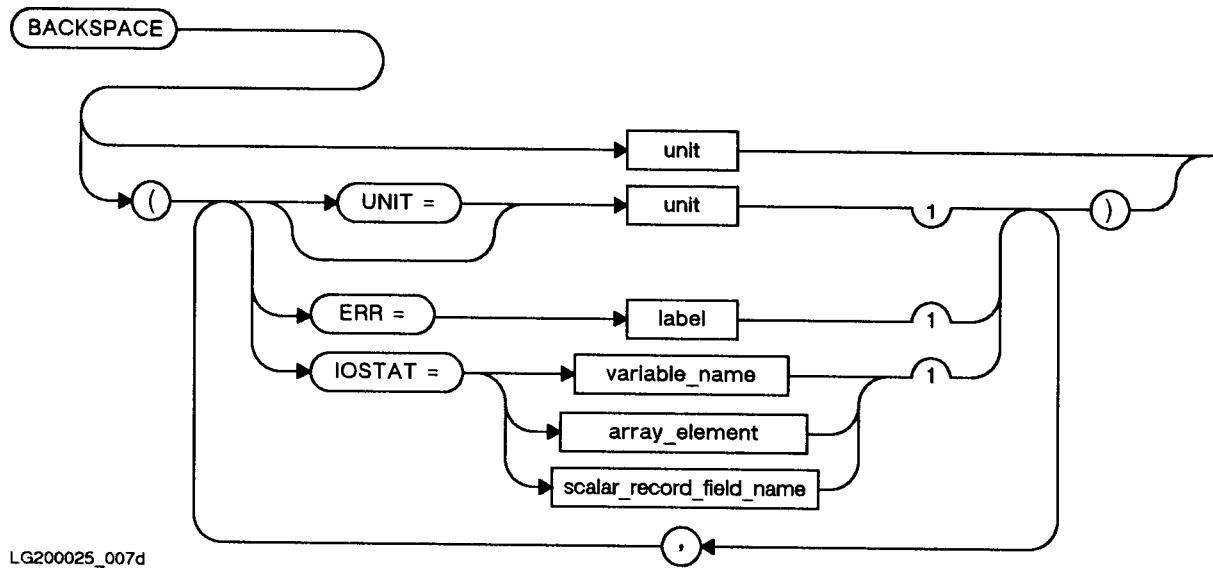 BACKSPACE
unit
( UNIT = unit 1 )
ERR = label 1
IOSTAT = variable_name 1
array_element
scalar_record_field_name
,
LG200025_007d